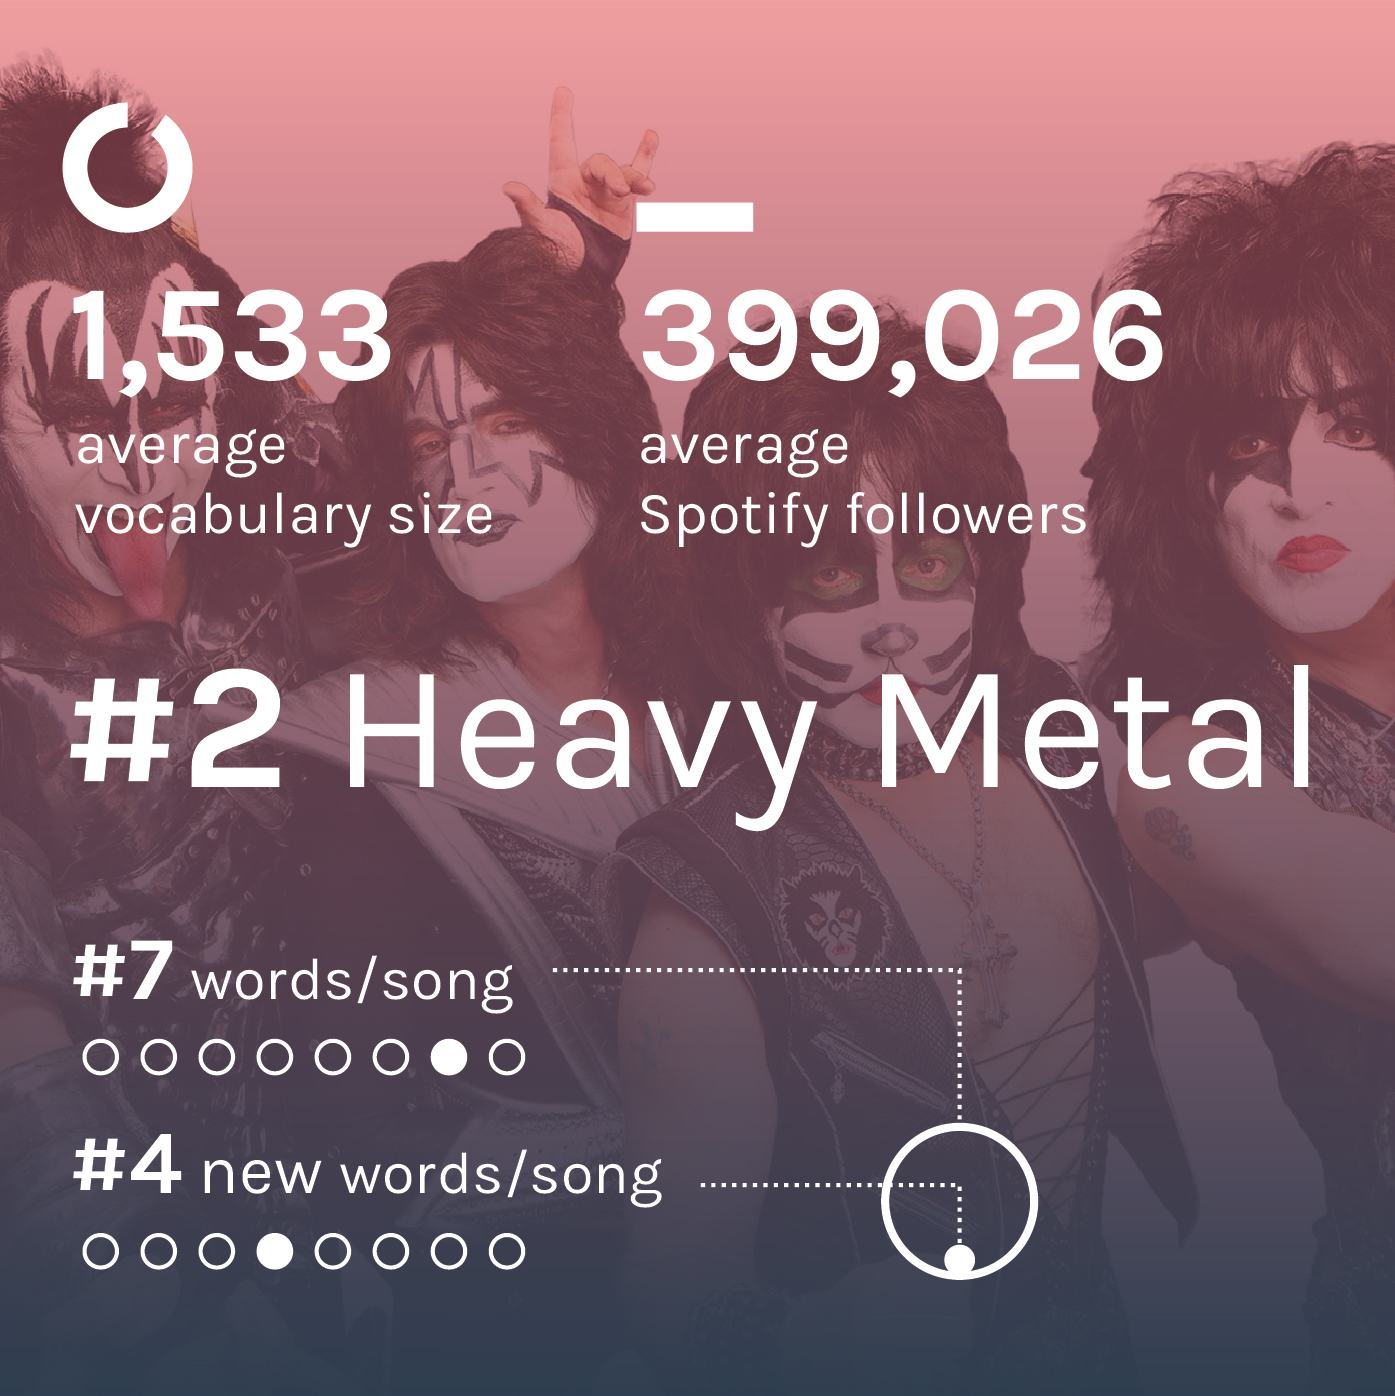 1,533
average
vocabulary size
399,026
average
Spotify followers
#2 Heavy Metal
#7 words/song
#4 new words/song